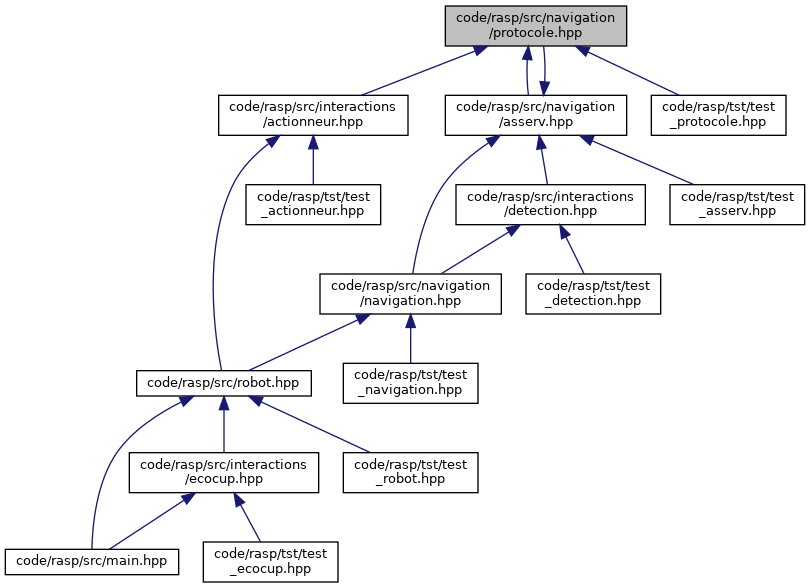 code/rasp/src/navigation
/protocole.hpp
code/rasp/src/interactions
/actionneur.hpp
code/rasp/src/navigation
/asserv.hpp
code/rasp/tst/test
_protocole.hpp
code/rasp/tst/test
_actionneur.hpp
code/rasp/src/interactions
/detection.hpp
code/rasp/tst/test
_asserv.hpp
code/rasp/src/navigation
/navigation.hpp
code/rasp/tst/test
_detection.hpp
code/rasp/src/robot.hpp
code/rasp/tst/test
_navigation.hpp
code/rasp/src/interactions
/ecocup.hpp
code/rasp/tst/test
_robot.hpp
code/rasp/src/main.hpp
code/rasp/tst/test
_ecocup.hpp